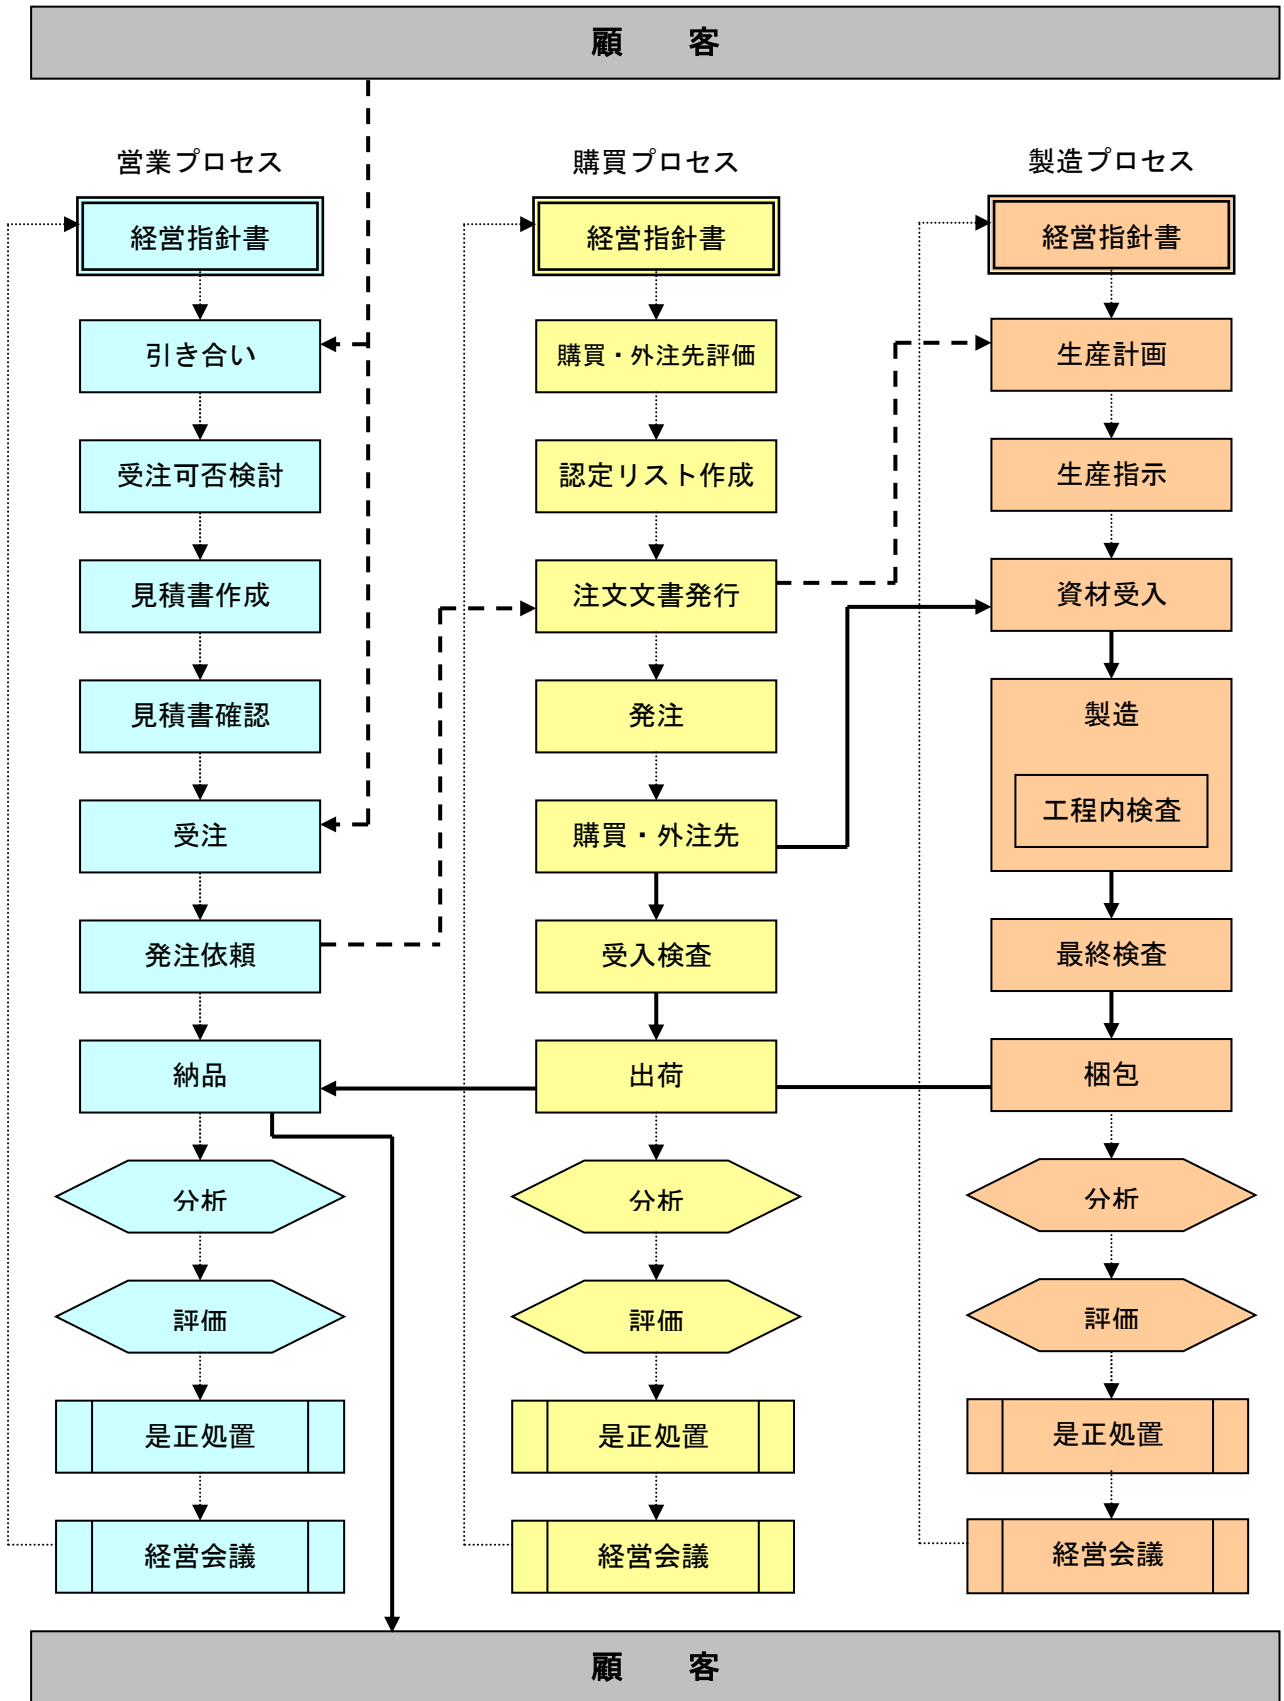 顧　　客
営業プロセス
経営指針書
引き合い
受注可否検討
見積書作成
見積書確認
受注
発注依頼
納品
分析
評価
是正処置
経営会議
購買プロセス
経営指針書
購買・外注先評価
認定リスト作成
注文文書発行
発注
購買・外注先
受入検査
出荷
分析
評価
是正処置
経営会議
製造プロセス
経営指針書
生産計画
生産指示
資材受入
製造
工程内検査
最終検査
梱包
分析
評価
是正処置
経営会議
顧　　客